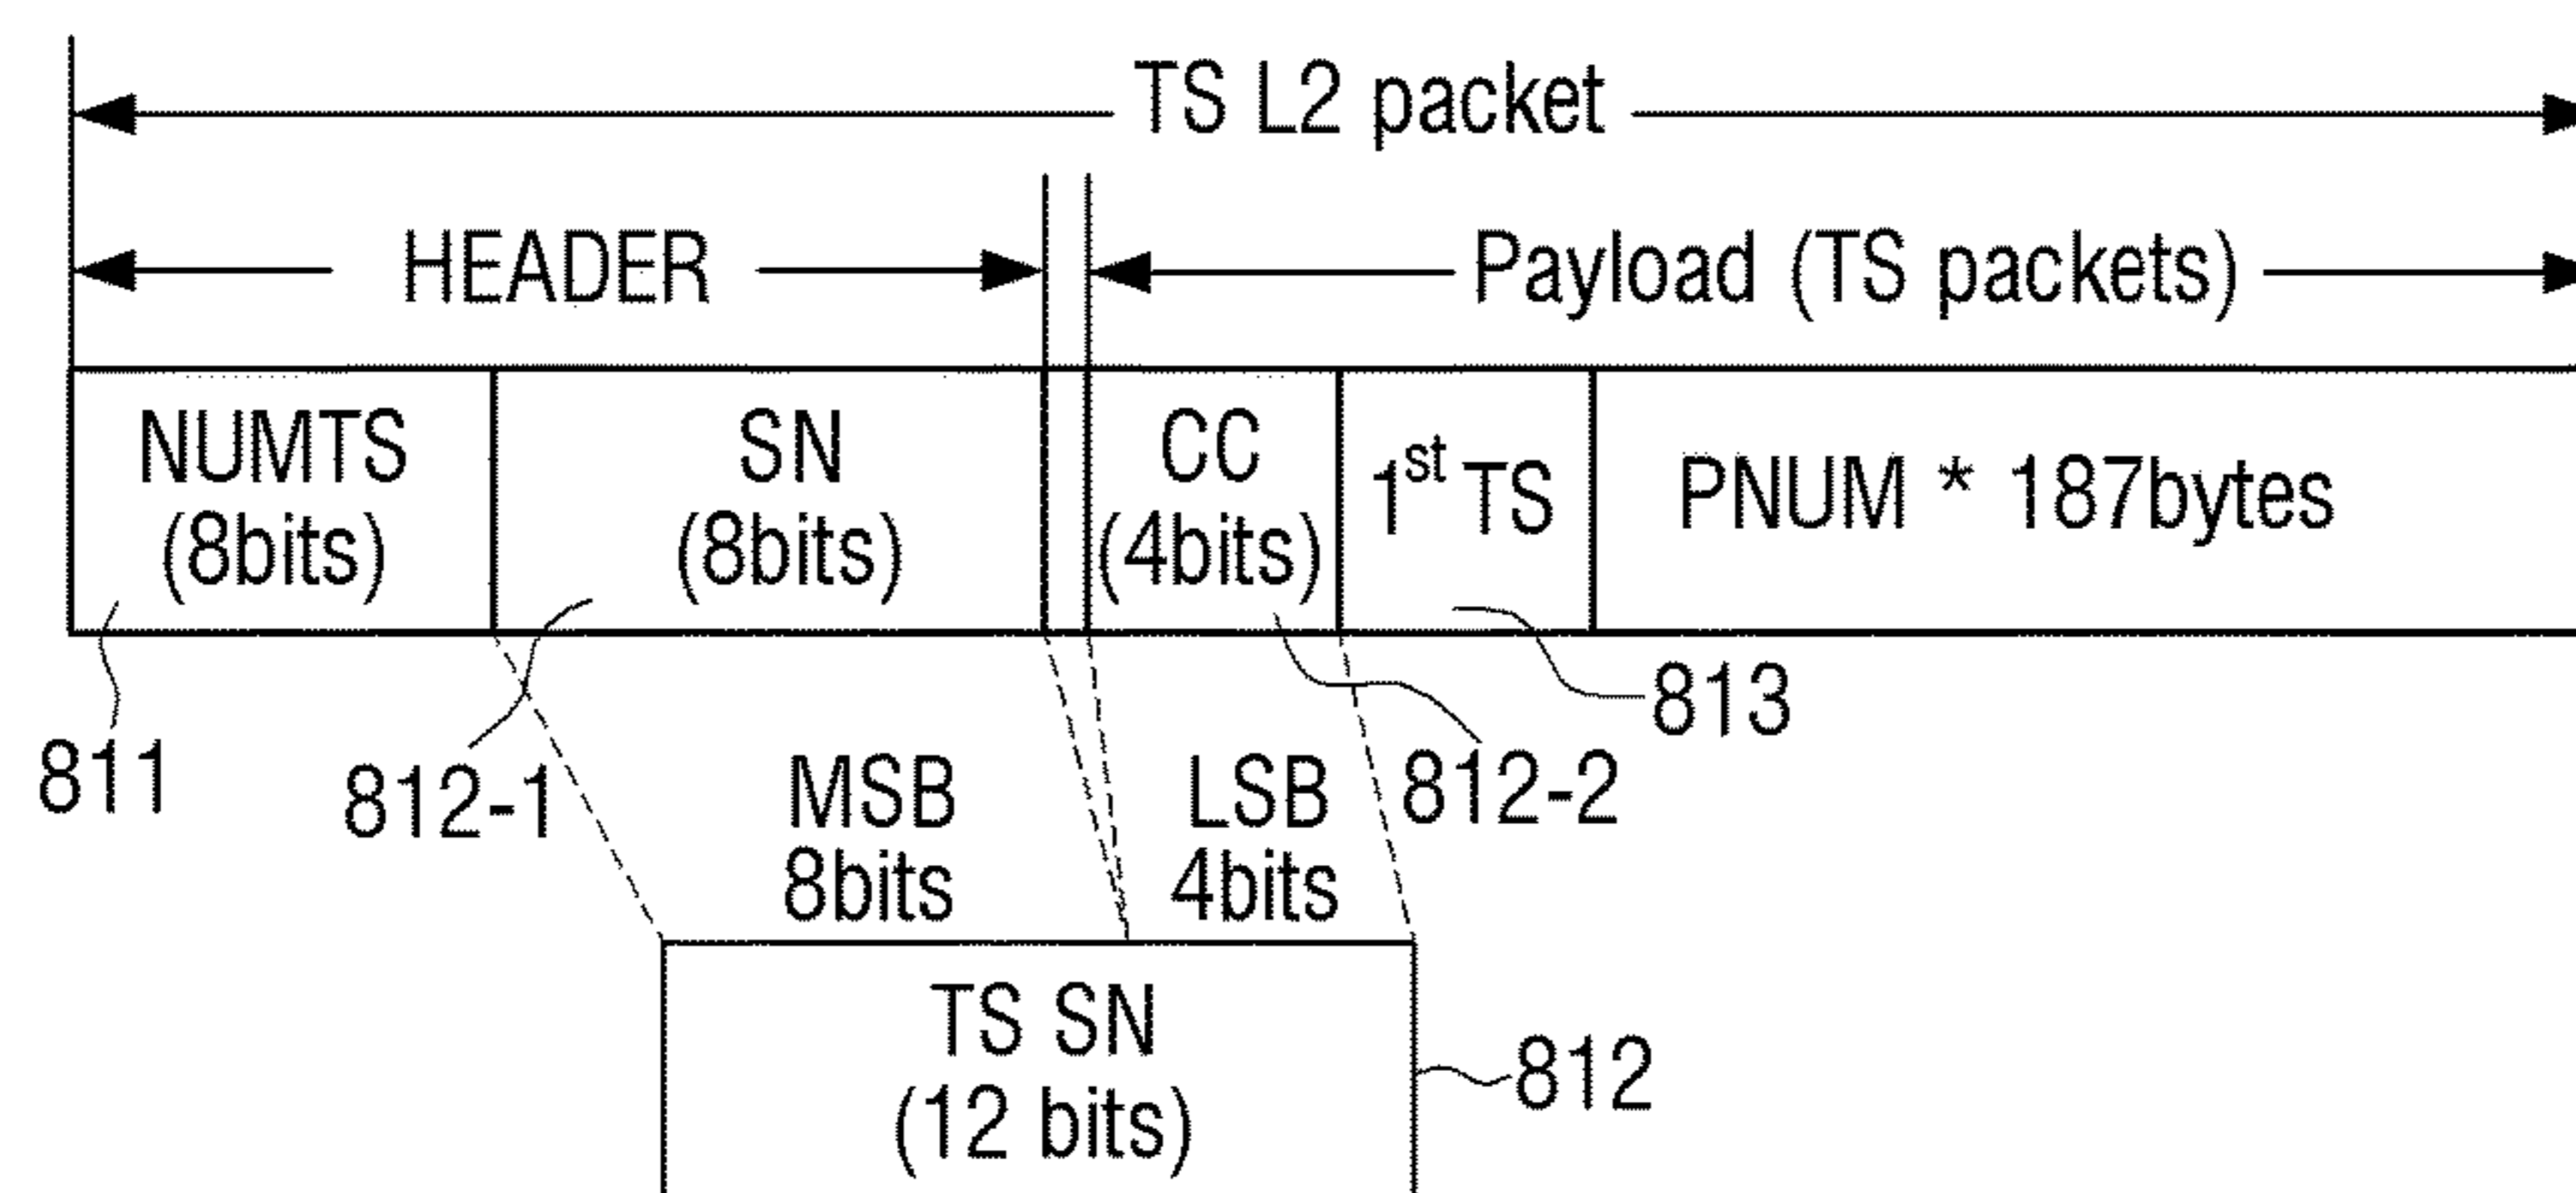 TS L2 packet
HEADER
Payload (TS packets)
NUMTS
(8bits)
SN
(8bits)
CC
(4bits)
1st TS
PNUM * 187bytes
811
812-1
MSB
8bits
LSB
4bits
812-2
813
TS SN
(12 bits)
812